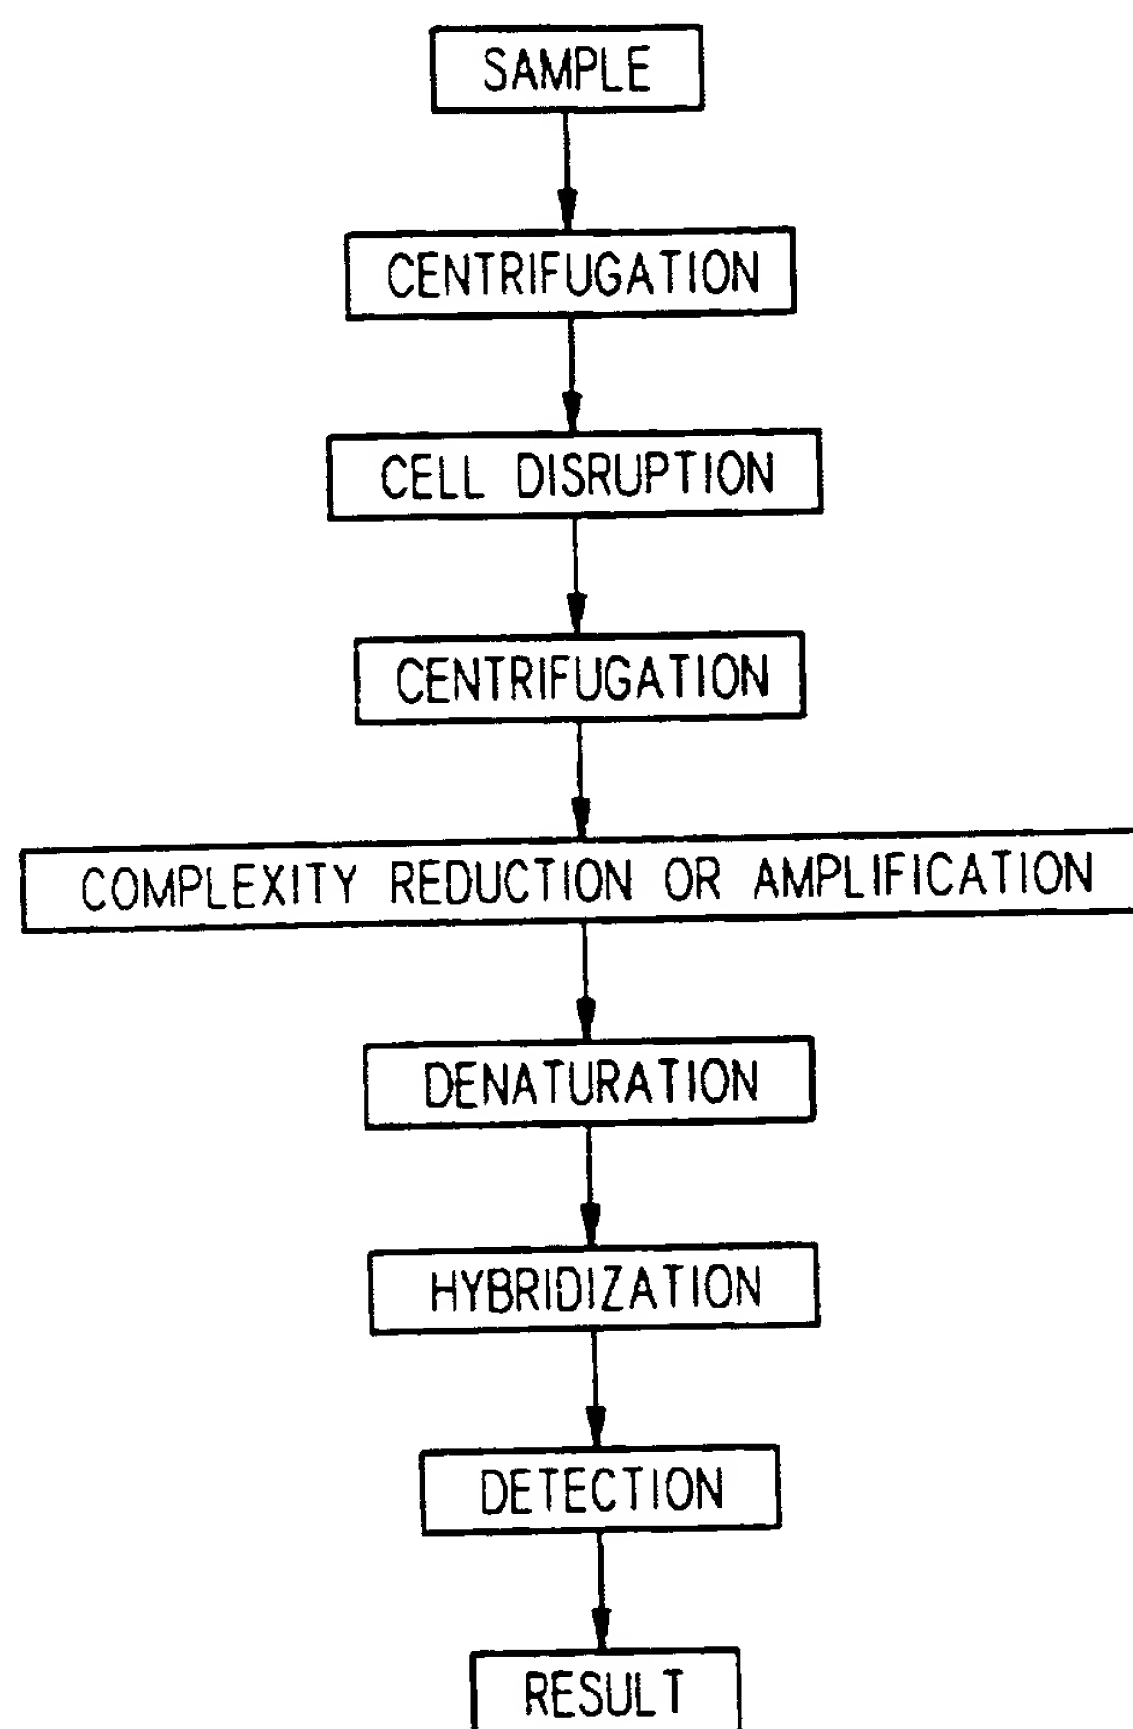 SAMPLE
CENTRIFUGATION
CELL DISRUPTION
CENTRIFUGATION
COMPLEXITY REDUCTION OR AMPLIFICATION
DENATURATION
HYBRIDIZATION
DETECTION
RESULT